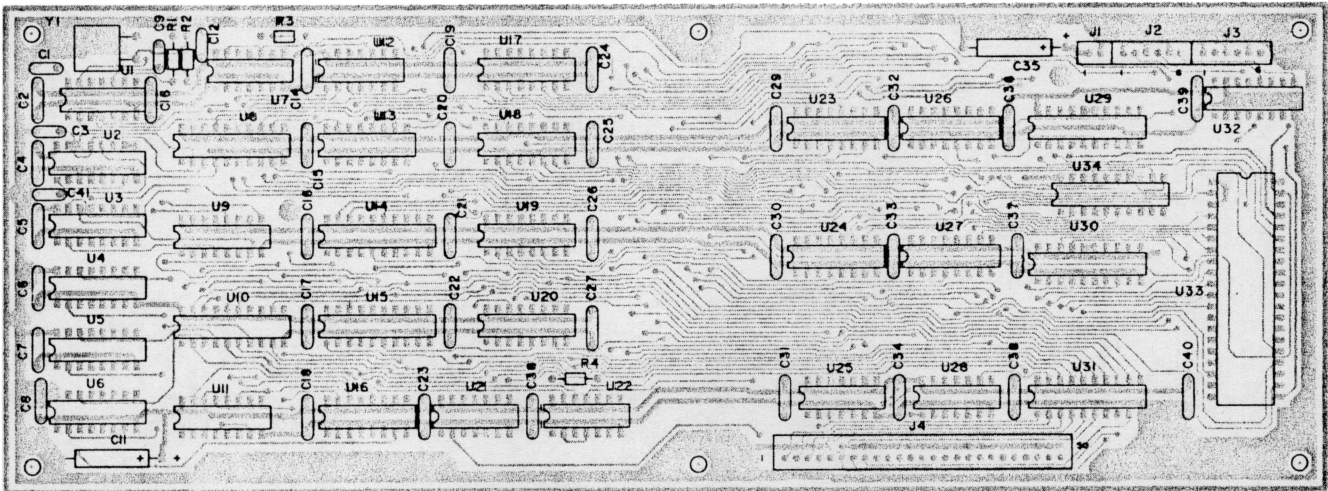 Y1 C9 R1 R2 C12 R3 U12 C19 U17 C24 C35 + J1 J2 J3
C1 U1 +
C2 C16 U7 C14 C20 C29 U23 C32 U26 C36 U29 C39 U32
C3 U2 U8 U13 U18 C25
C4 C15 U34
C41
C5 U3 U9 C16 U14 C21 U19 C26 C30 U24 C33 U27 C37 U30
C6 U4 U33
U10 C17 U15 C22 U20 C27
C7 U5
R4
C8 U6 U11 C18 U16 C23 U21 C38 U22 C31 U25 C34 U28 C38 U31 C40
C11 J4
+ + 1 50